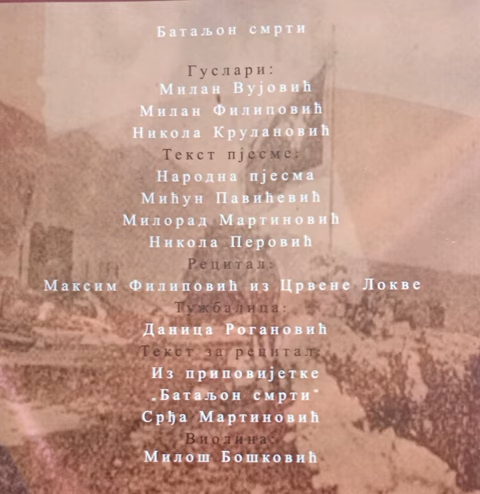 Батаљон смрти
Гуслари:
Милан Вујовић
Милан Филиповић
Никола Крулановић
Текст пјесме:
Народна пјесма
Мићун Павићевић
Милорад Мартиновић
Никола Перовић
Рецитал:
Максим Филиповић из Црвене Локве
Тужбалица:
Даница Рогановић
Текст за рецитал:
Из приповијетке
„Батаљон смрти“
Срђа Мартиновић
Виолина:
Милош Бошковић